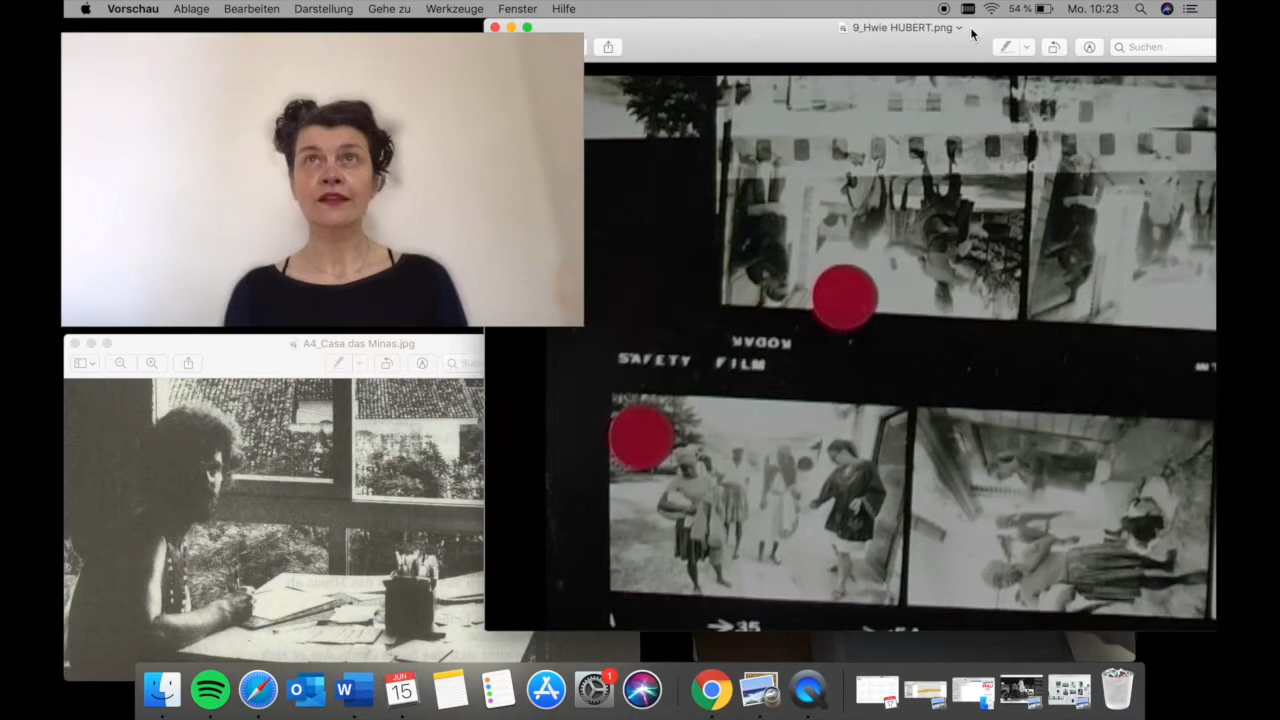 Vorschau Ablage Bearbeiten Darstellung Gehe zu Werkzeuge Fenster Hilfe 54 % Mo. 10:23
9_Hwie HUBERT.png
Suchen
A4_Casa das Minas.jpg
KODAK
SAFETY FILM
→35
JUN
15
1